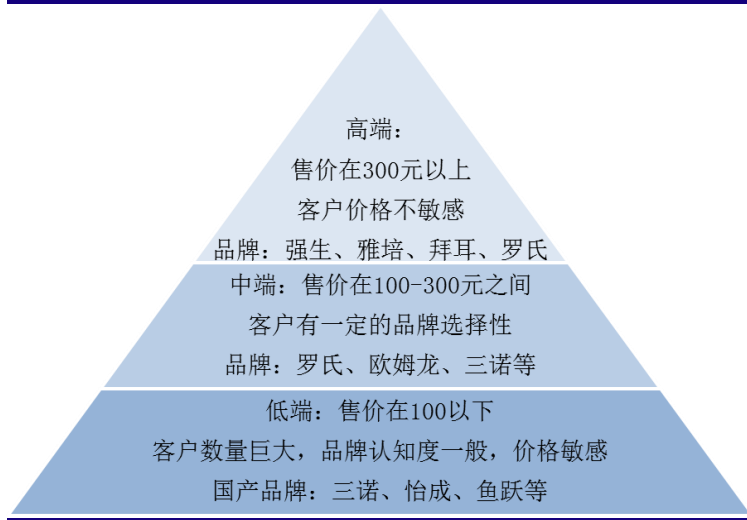 高端：
售价在300元以上
客户价格不敏感
品牌：强生、雅培、拜耳、罗氏
中端：售价在100-300元之间
客户有一定的品牌选择性
品牌：罗氏、欧姆龙、三诺等
低端：售价在100以下
客户数量巨大，品牌认知度一般，价格敏感
国产品牌：三诺、怡成、鱼跃等